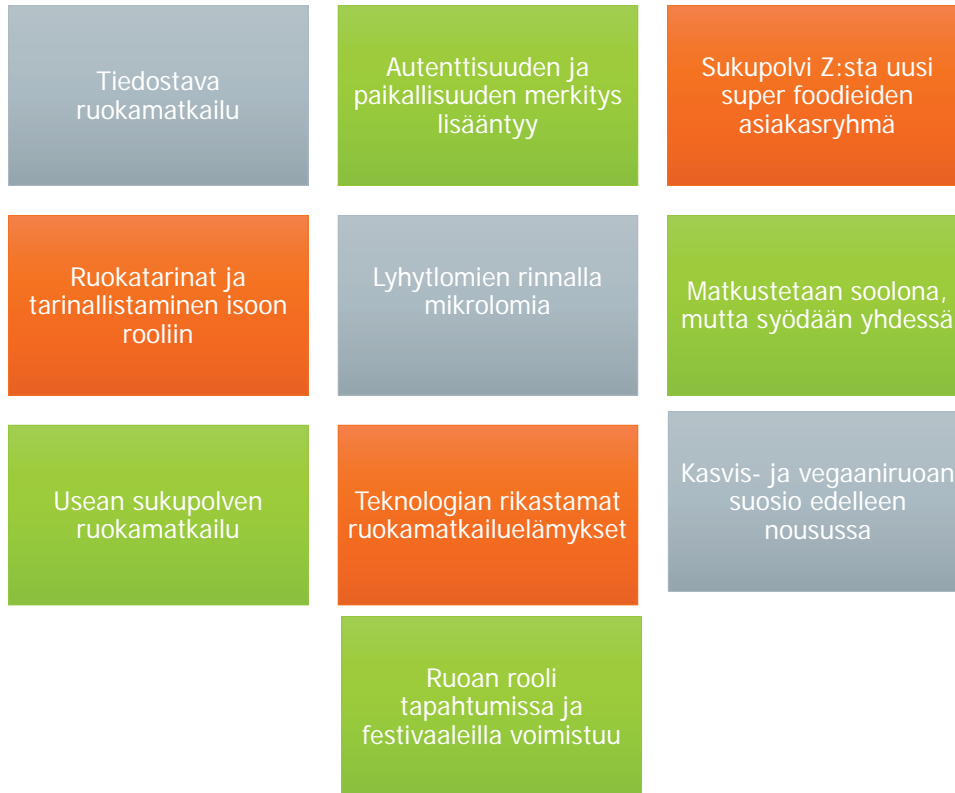 Tiedostava
ruokamatkailu
Autenttisuuden ja
paikallisuuden merkitys
lisääntyy
Sukupolvi Z:sta uusi
super foodieiden
asiakasryhmä
Ruokatarinat ja
tarinallistaminen isoon
rooliin
Lyhytlomien rinnalla
mikrolomia
Matkustetaan soolona,
mutta syödään yhdessä
Usean sukupolven
ruokamatkailu
Teknologian rikastamat
ruokamatkailuelämykset
Kasvis- ja vegaaniruoan
suosio edelleen
nousussa
Ruoan rooli
tapahtumissa ja
festivaaleilla voimistuu